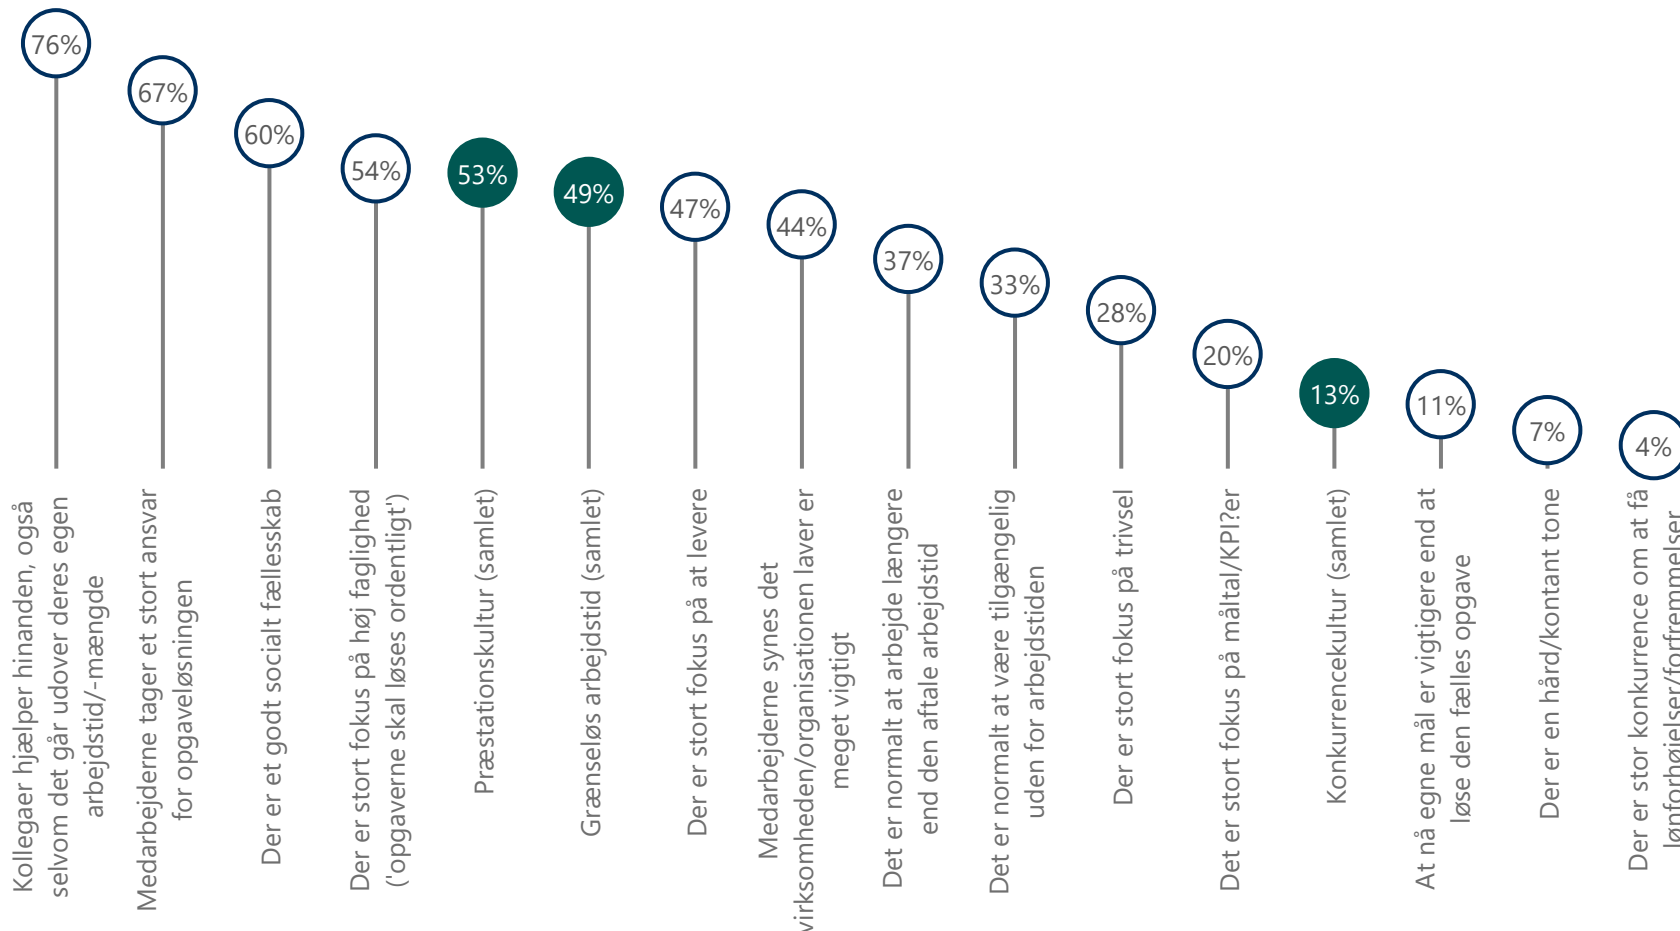 76%
67%
60%
54%
53%
49%
47%
44%
37%
33%
28%
20%
13%
11%
7%
4%
Kollegaer hjælper hinanden, også
selvom det går udover deres egen
arbejdstid/-mængde
Medarbejderne tager et stort ansvar
for opgaveløsningen
Der er et godt socialt fællesskab
Der er stort fokus på høj faglighed
('opgaverne skal løses ordentligt')
Præstationskultur (samlet)
Grænseløs arbejdstid (samlet)
Der er stort fokus på at levere
Medarbejderne synes det
virksomheden/organisationen laver er
meget vigtigt
Det er normalt at arbejde længere
end den aftale arbejdstid
Det er normalt at være tilgængelig
uden for arbejdstiden
Der er stort fokus på trivsel
Det er stort fokus på måltal/KPI?er
Konkurrencekultur (samlet)
At nå egne mål er vigtigere end at
løse den fælles opgave
Der er en hård/kontant tone
Der er stor konkurrence om at få
lønforhøjelser/forfremmelser